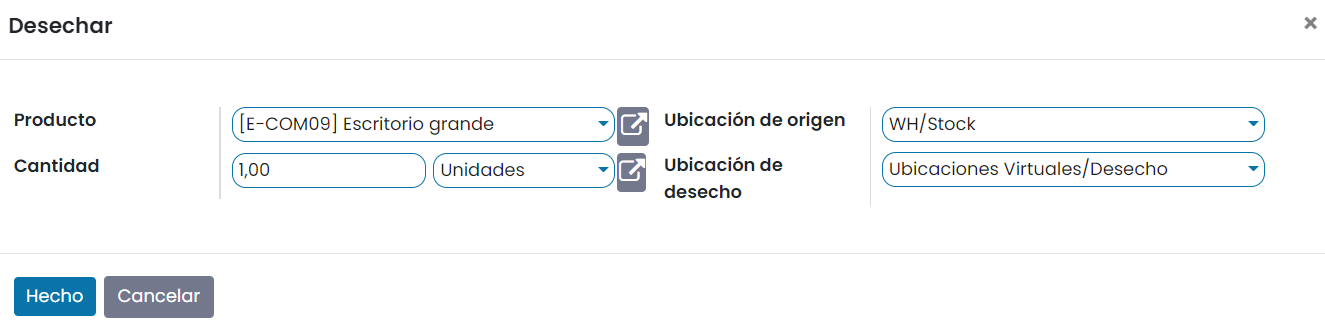 Desechar
×
Producto
[E-COM09] Escritorio grande
Ubicación de origen
WH/Stock
Cantidad
1,00
Unidades
Ubicación de
desecho
Ubicaciones Virtuales/Desecho
Hecho
Cancelar